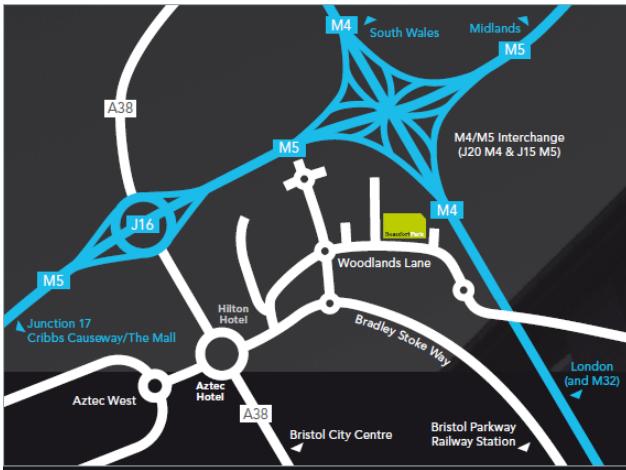 M4
South Wales
Midlands
M5
A38
M4/M5 Interchange
(J20 M4 & J15 M5)
M5
M4
J16
BeaufortPark
Woodlands Lane
M5
Hilton
Hotel
Junction 17
Cribbs Causeway/The Mall
Bradley Stoke Way
London
(and M32)
Aztec
Hotel
Aztec West
A38
Bristol City Centre
Bristol Parkway
Railway Station